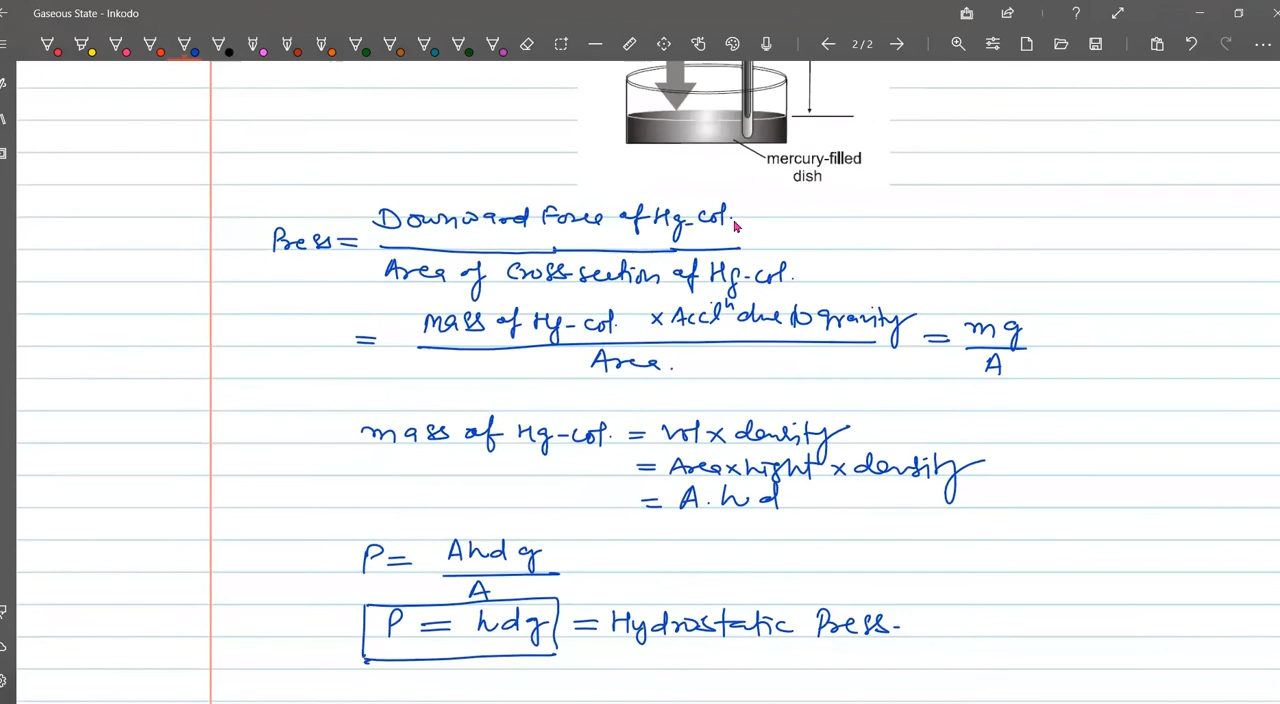 Gaseous State - Inkodo
2/2
mercury-filled
dish
Press = Downward Force of Hg-col.
Area of Cross-section of Hg-col.
= mass of Hg-col. x Accl^n due to gravity = mg
Area. A
mass of Hg-col. = vol x density
= Area x hight x density
= A. h d
P = Ahd g
A
P = hdg = Hydrostatic Press.